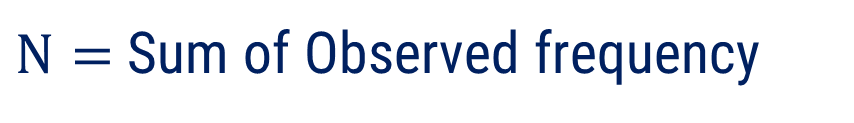 N = Sum of Observed frequency